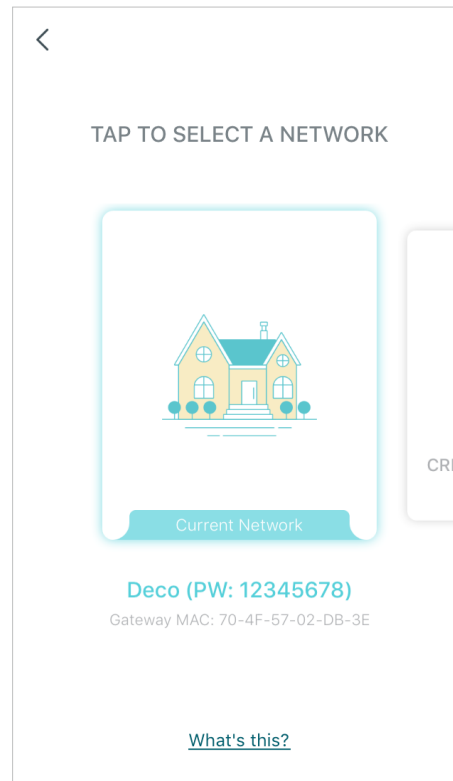 TAP TO SELECT A NETWORK
CRE
Current Network
Deco (PW: 12345678)
Gateway MAC: 70-4F-57-02-DB-3E
What's this?